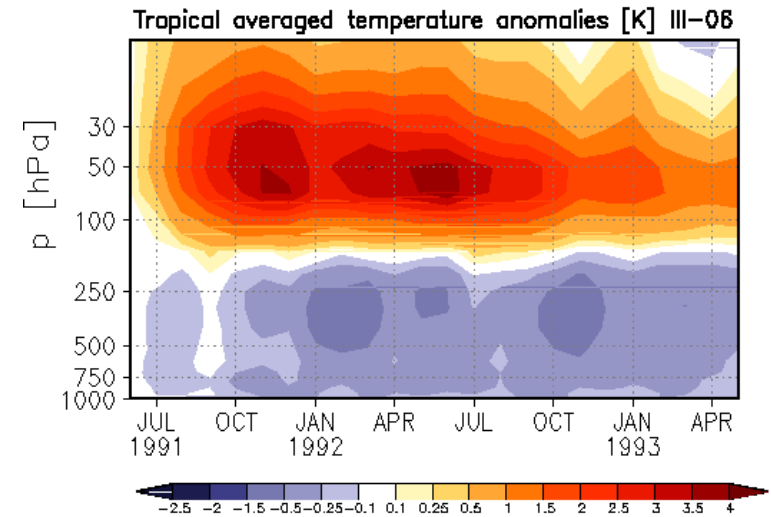 Tropical averaged temperature anomalies [K] III-06
p [hPa]
30
50
100
250
500
750
1000
JUL OCT JAN APR JUL OCT JAN APR
1991 1992 1993
-2.5 -2 -1.5 -0.5 -0.25 -0.1 0.1 0.25 0.5 1 1.5 2 2.5 3 3.5 4